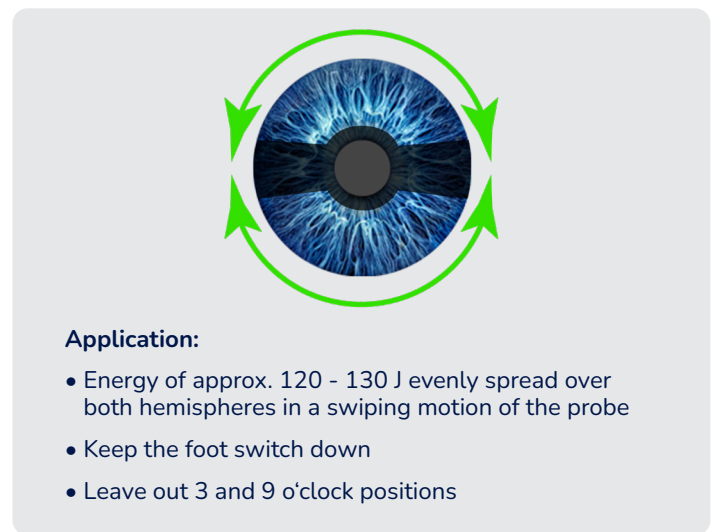 Application:
• Energy of approx. 120 - 130 J evenly spread over
both hemispheres in a swiping motion of the probe
• Keep the foot switch down
• Leave out 3 and 9 o‘clock positions